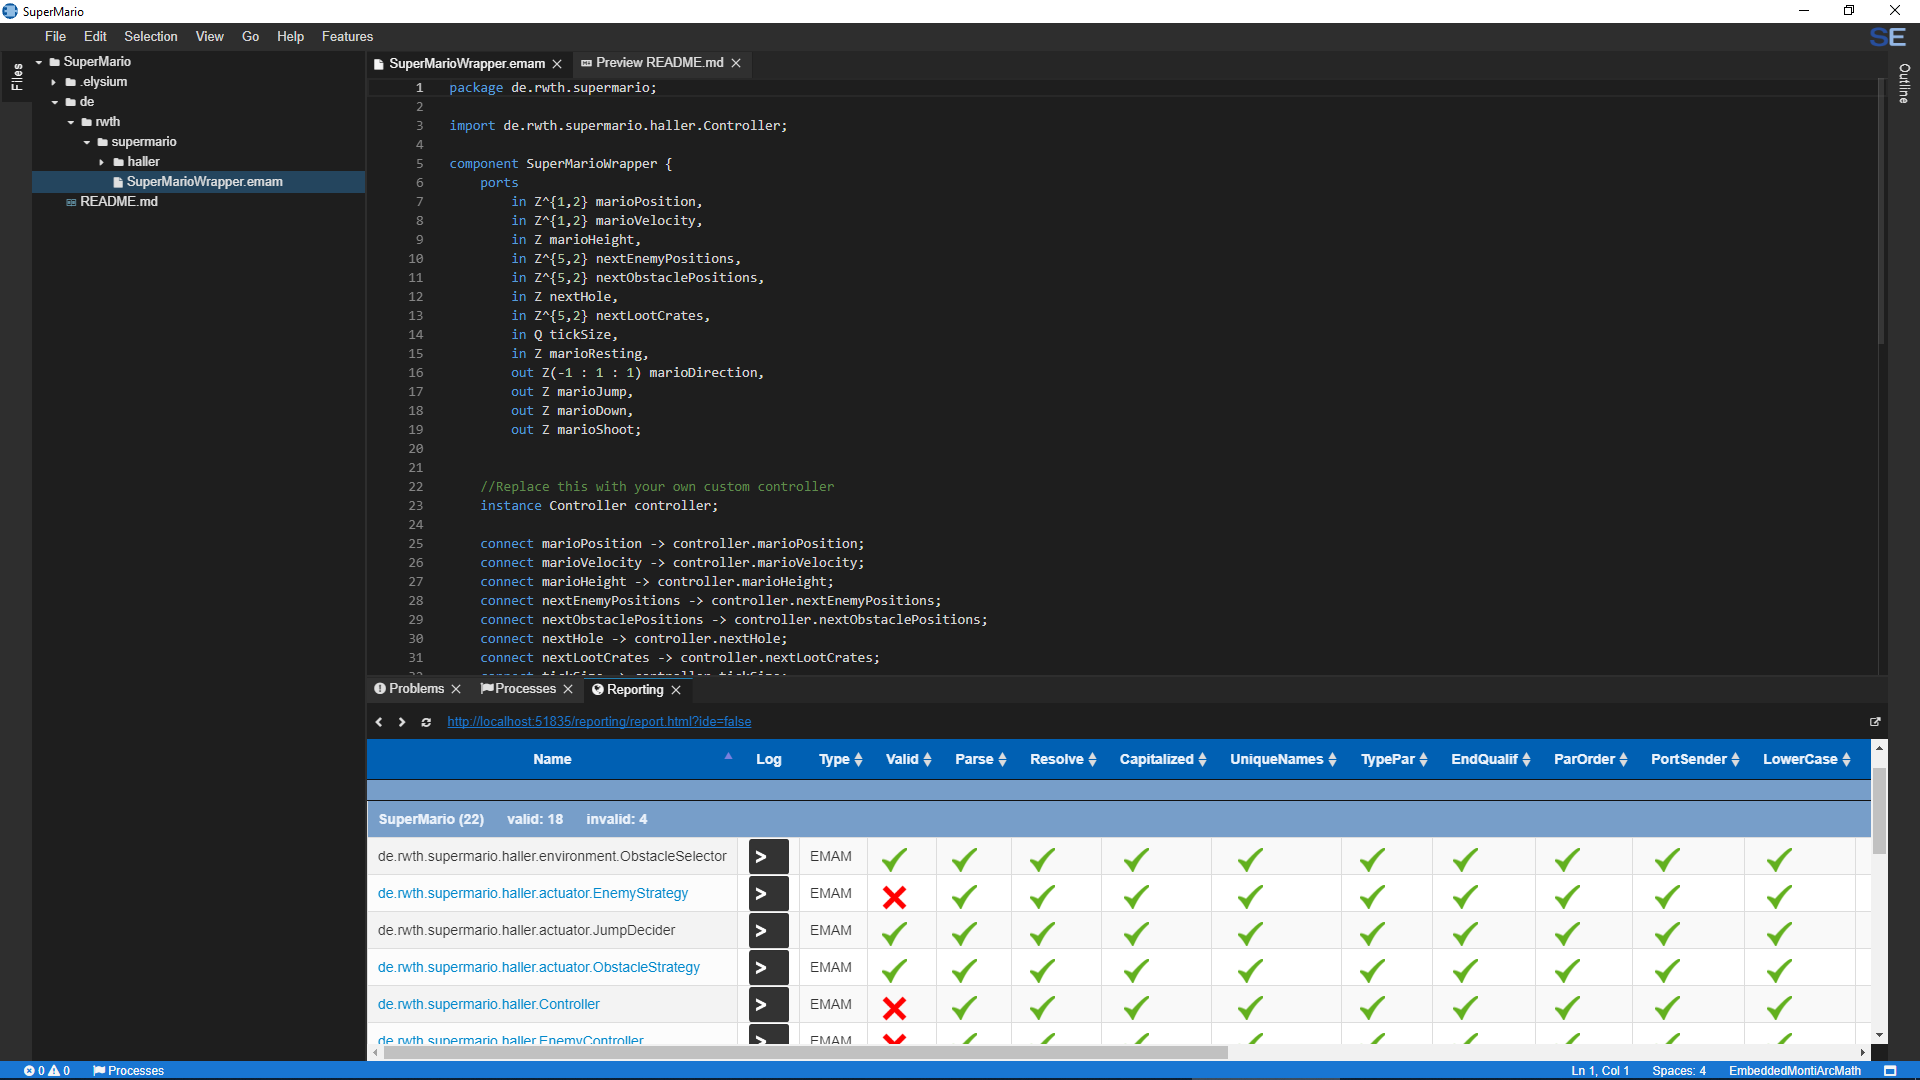 SuperMario
File Edit Selection View Go Help Features
SE
Files
SuperMario
.elysium
de
rwth
supermario
haller
SuperMarioWrapper.emam
README.md
SuperMarioWrapper.emam
Preview README.md
Outline
1 package de.rwth.supermario;
2
3 import de.rwth.supermario.haller.Controller;
4
5 component SuperMarioWrapper {
6 ports
7 in Z^{1,2} marioPosition,
8 in Z^{1,2} marioVelocity,
9 in Z marioHeight,
10 in Z^{5,2} nextEnemyPositions,
11 in Z^{5,2} nextObstaclePositions,
12 in Z nextHole,
13 in Z^{5,2} nextLootCrates,
14 in Q tickSize,
15 in Z marioResting,
16 out Z(-1 : 1 : 1) marioDirection,
17 out Z marioJump,
18 out Z marioDown,
19 out Z marioShoot;
20
21
22 //Replace this with your own custom controller
23 instance Controller controller;
24
25 connect marioPosition -> controller.marioPosition;
26 connect marioVelocity -> controller.marioVelocity;
27 connect marioHeight -> controller.marioHeight;
28 connect nextEnemyPositions -> controller.nextEnemyPositions;
29 connect nextObstaclePositions -> controller.nextObstaclePositions;
30 connect nextHole -> controller.nextHole;
31 connect nextLootCrates -> controller.nextLootCrates;
32 connect tickSize -> controller.tickSize;
Problems Processes Reporting
http://localhost:51835/reporting/report.html?ide=false
Name Log Type Valid Parse Resolve Capitalized UniqueNames TypePar EndQualif ParOrder PortSender LowerCase
SuperMario (22) valid: 18 invalid: 4
de.rwth.supermario.haller.environment.ObstacleSelector > EMAM
de.rwth.supermario.haller.actuator.EnemyStrategy > EMAM
de.rwth.supermario.haller.actuator.JumpDecider > EMAM
de.rwth.supermario.haller.actuator.ObstacleStrategy > EMAM
de.rwth.supermario.haller.Controller > EMAM
de.rwth.supermario.haller.EnemyController > EMAM
0 0 Processes
Ln 1, Col 1 Spaces: 4 EmbeddedMontiArcMath